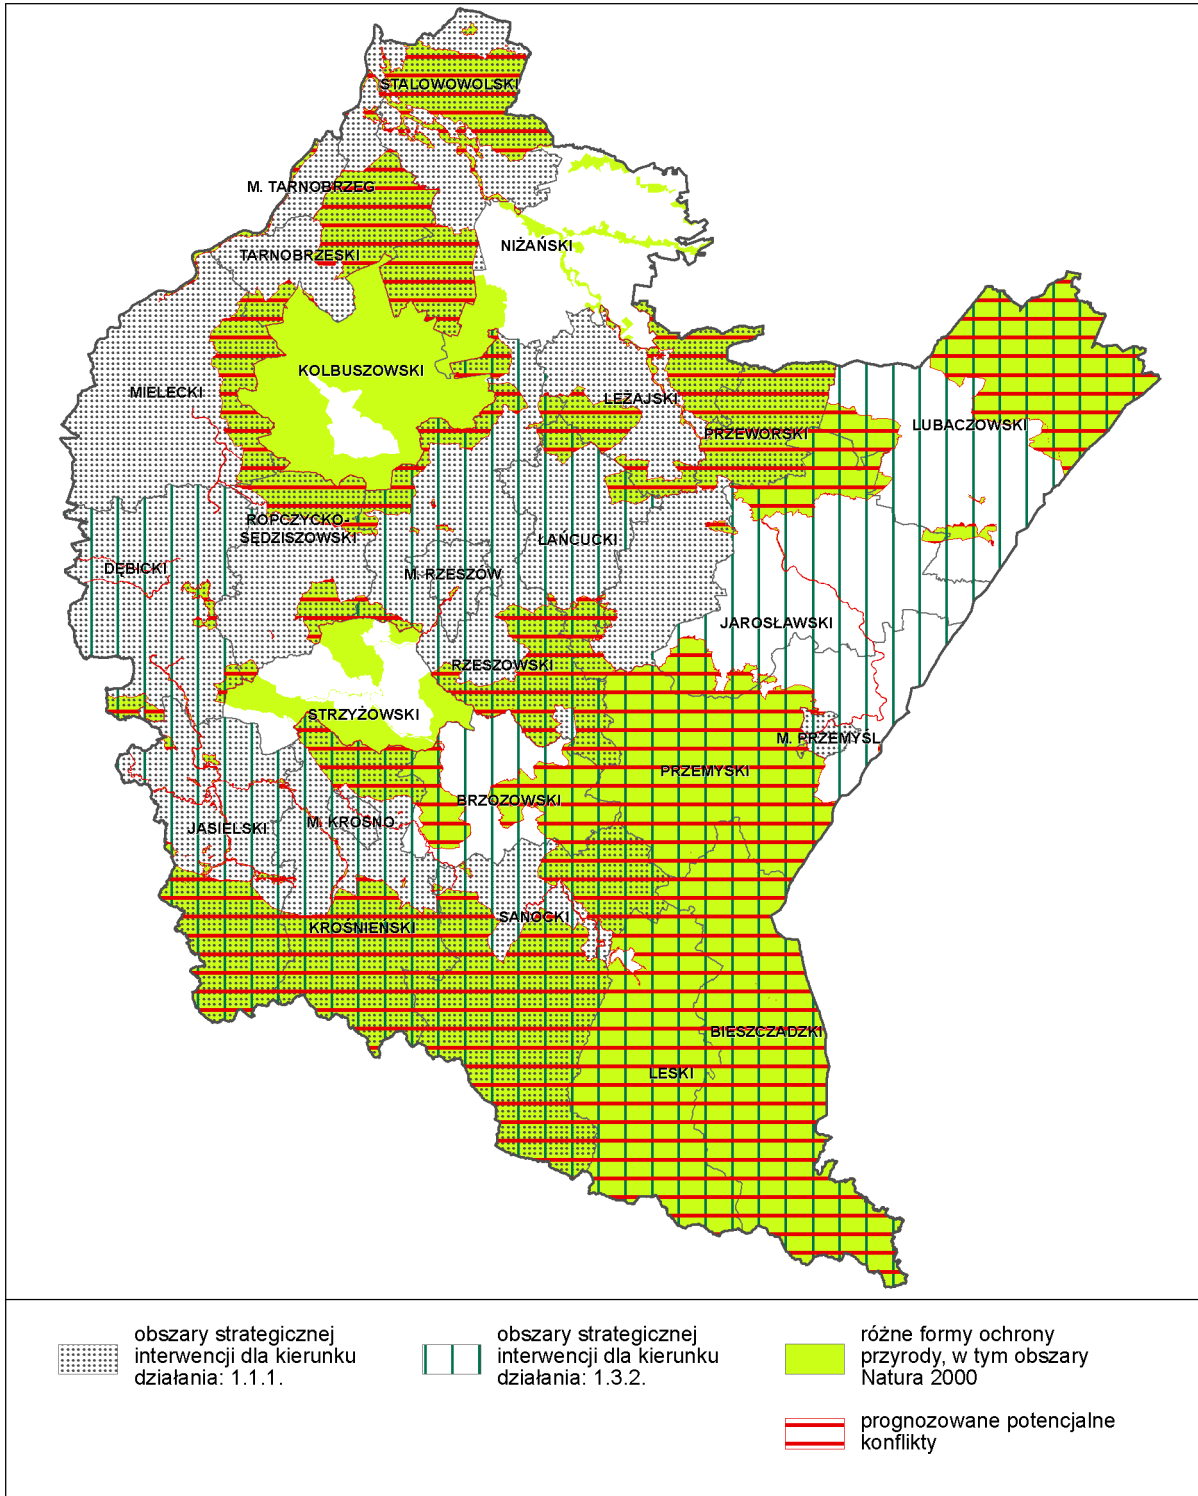 STALOWOWOLSKI
M. TARNOBRZEG
NIŻAŃSKI
TARNOBRZESKI
KOLBUSZOWSKI
MIELECKI
LEŻAJSKI
LUBACZOWSKI
PRZEWORSKI
ROPCZYCKO-
SĘDZISZOWSKI
ŁAŃCUCKI
DĘBICKI
M. RZESZÓW
JAROSŁAWSKI
RZESZOWSKI
STRZYŻOWSKI
M. PRZEMYŚL
PRZEMYSKI
BRZOZOWSKI
M. KROSNO
JASIELSKI
SANOCKI
KROŚNIEŃSKI
BIESZCZADZKI
LESKI
obszary strategicznej
interwencji dla kierunku
działania: 1.1.1.
obszary strategicznej
interwencji dla kierunku
działania: 1.3.2.
różne formy ochrony
przyrody, w tym obszary
Natura 2000
prognozowane potencjalne
konflikty